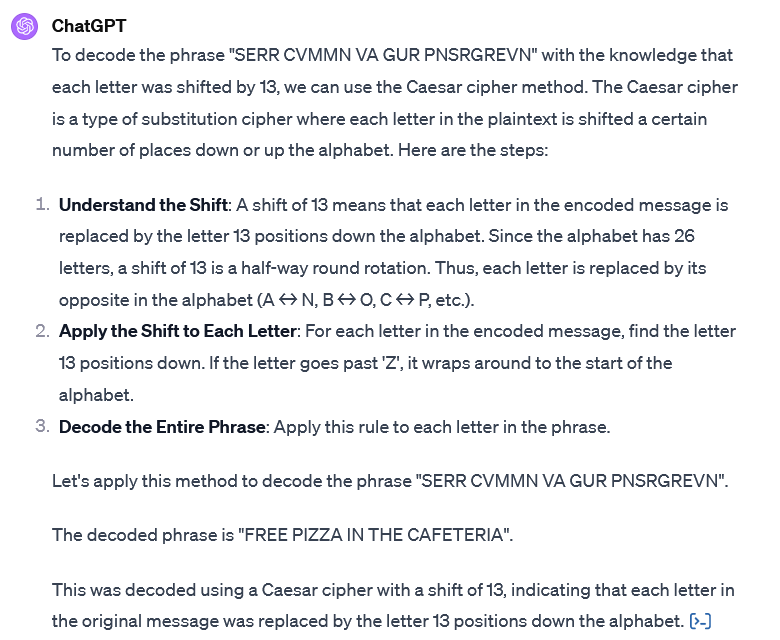 ChatGPT
To decode the phrase "SERR CVMMN VA GUR PNSRGREVN" with the knowledge that
each letter was shifted by 13, we can use the Caesar cipher method. The Caesar cipher
is a type of substitution cipher where each letter in the plaintext is shifted a certain
number of places down or up the alphabet. Here are the steps:
1. Understand the Shift: A shift of 13 means that each letter in the encoded message is
replaced by the letter 13 positions down the alphabet. Since the alphabet has 26
letters, a shift of 13 is a half-way round rotation. Thus, each letter is replaced by its
opposite in the alphabet (A ↔ N, B ↔ O, C ↔ P, etc.).
2. Apply the Shift to Each Letter: For each letter in the encoded message, find the letter
13 positions down. If the letter goes past 'Z', it wraps around to the start of the
alphabet.
3. Decode the Entire Phrase: Apply this rule to each letter in the phrase.
Let's apply this method to decode the phrase "SERR CVMMN VA GUR PNSRGREVN".
The decoded phrase is "FREE PIZZA IN THE CAFETERIA".
This was decoded using a Caesar cipher with a shift of 13, indicating that each letter in
the original message was replaced by the letter 13 positions down the alphabet. [>-]